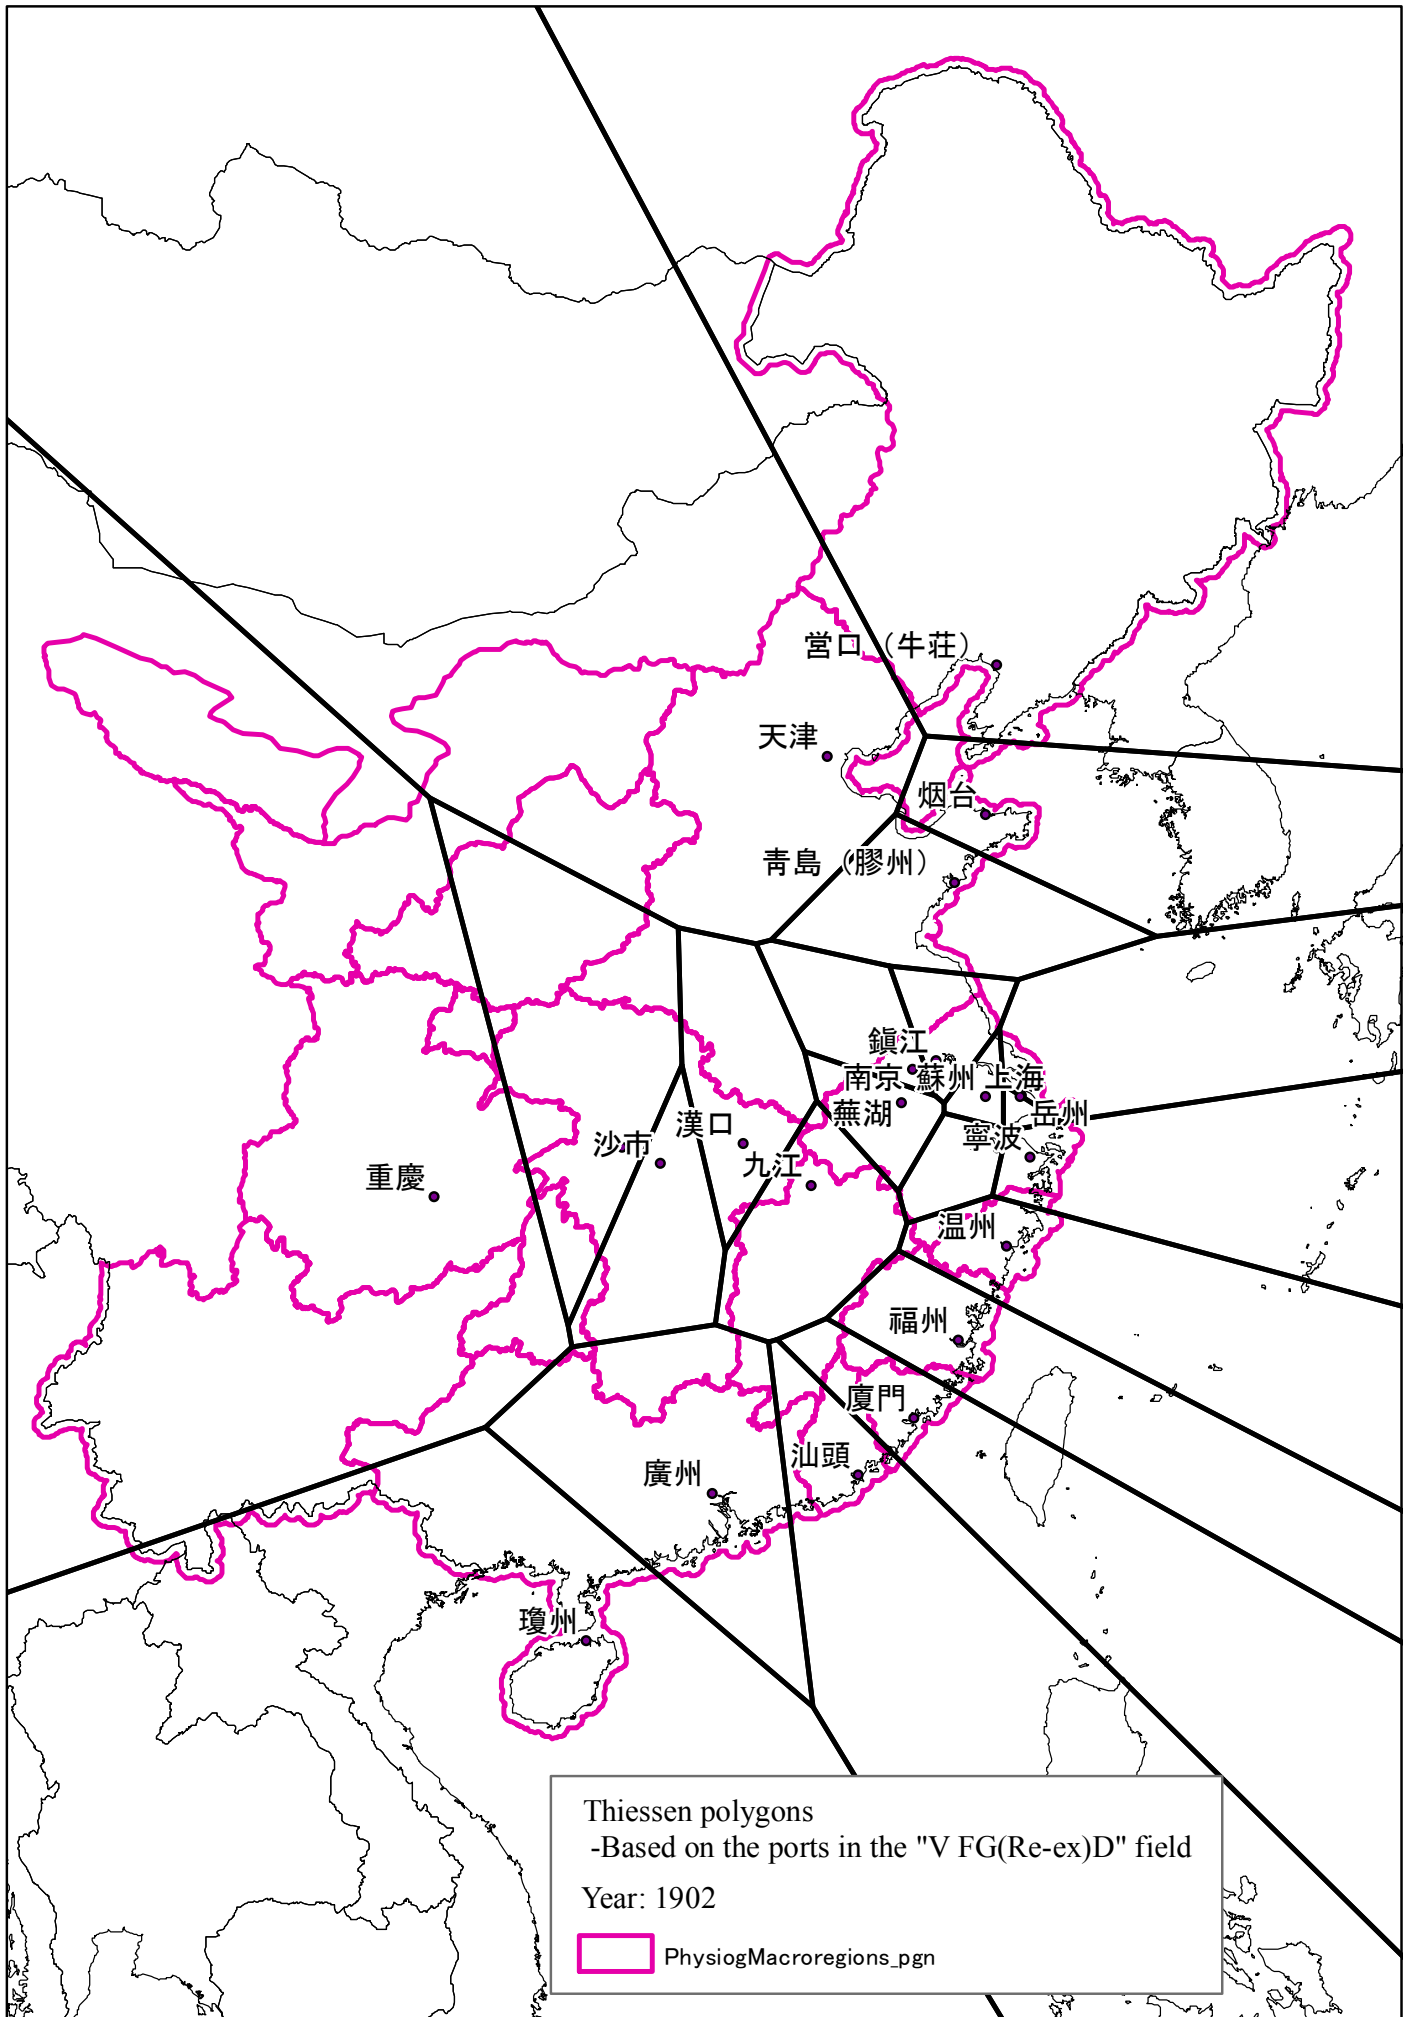 営口（牛荘）
天津
烟台
靑島（膠州）
鎭江
南京
蘇州
上海
蕪湖
岳州
漢口
沙市
寧波
九江
重慶
温州
福州
廈門
汕頭
廣州
瓊州
Thiessen polygons
-Based on the ports in the "V FG(Re-ex)D" field
Year: 1902
PhysiogMacroregions_pgn